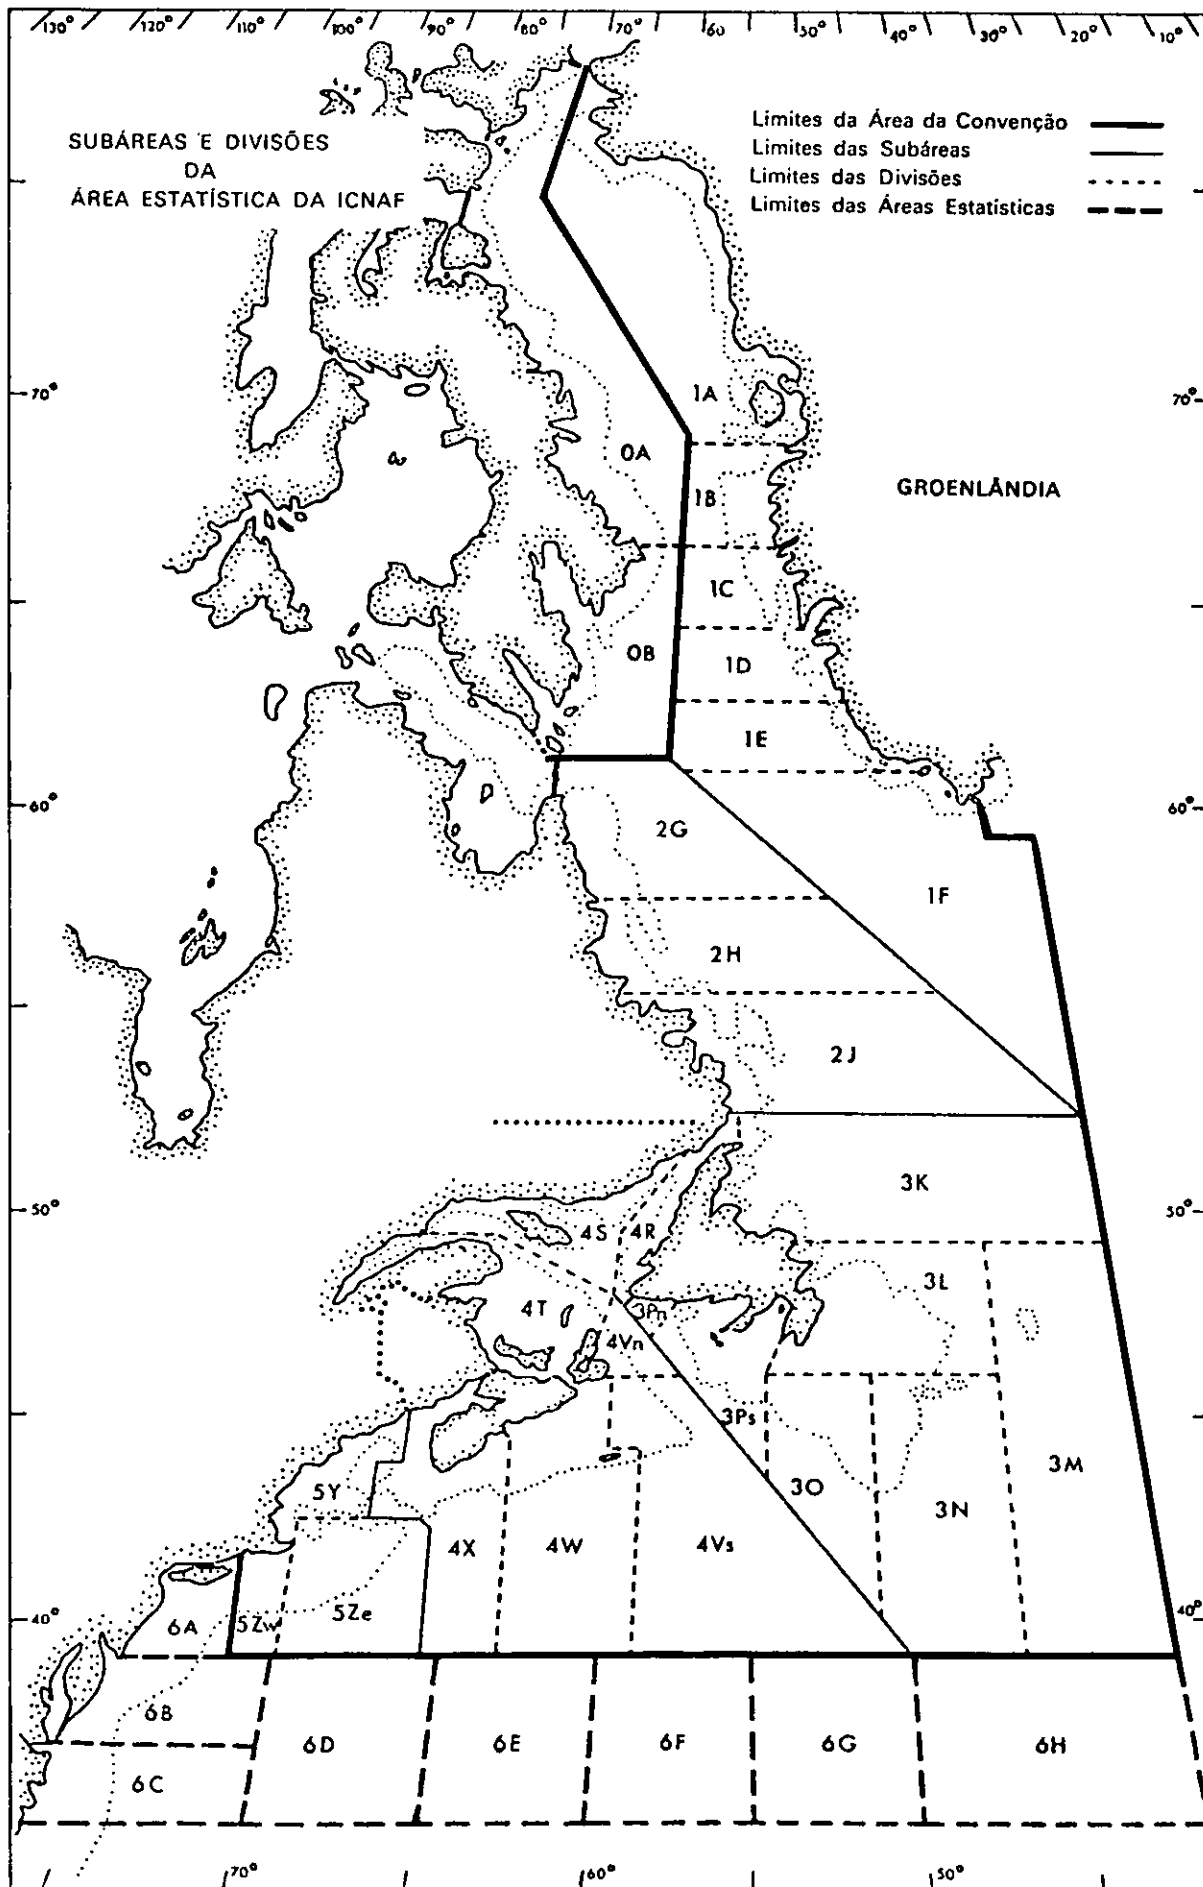 130° 120° 110° 100° 90° 80° 70° 60° 50° 40° 30° 20° 10°
SUBÁREAS E DIVISÕES
DA
ÁREA ESTATÍSTICA DA ICNAF
Limites da Área da Convenção
Limites das Subáreas
Limites das Divisões
Limites das Áreas Estatísticas
70° 70°
1A
0A
GROENLÂNDIA
1B
1C
0B
1D
1E
60° 60°
2G
1F
2H
2J
3K
50° 50°
4S 4R
3L
4T 3Pn
4Vn
3Ps
3M
5Y 3O
3N
4X 4W 4Vs
40° 40°
6A 5Zw 5Ze
6B
6D 6E 6F 6G 6H
6C
70° 60° 50°